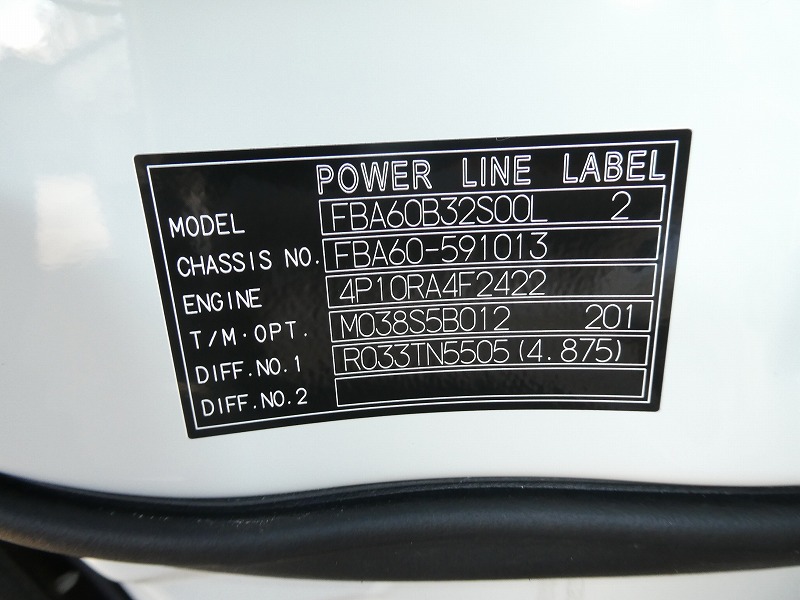 POWER LINE LABEL
MODEL FBA60B32S00L 2
CHASSIS NO. FBA60-591013
ENGINE 4P10RA4F2422
T/M·OPT. M038S5B012 201
DIFF.NO.1 R033TN5505(4.875)
DIFF.NO.2